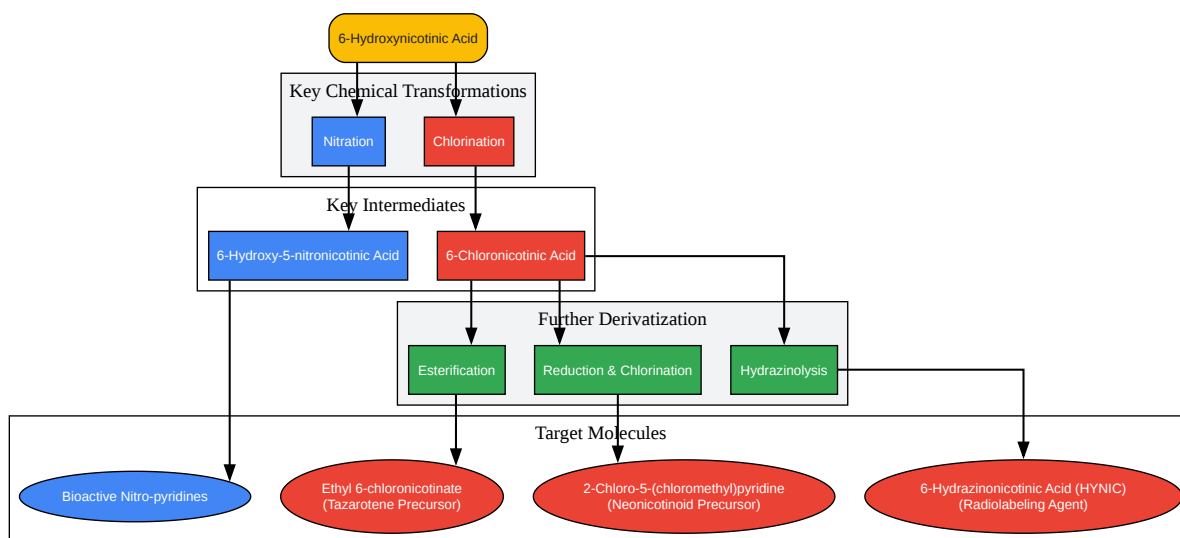 6-Hydroxynicotinic Acid
Key Chemical Transformations
Nitration
Chlorination
Key Intermediates
6-Hydroxy-5-nitronicotinic Acid
6-Chloronicotinic Acid
Further Derivatization
Esterification
Reduction & Chlorination
Hydrazinolysis
Target Molecules
Bioactive Nitro-pyridines
Ethyl 6-chloronicotinate
(Tazarotene Precursor)
2-Chloro-5-(chloromethyl)pyridine
(Neonicotinoid Precursor)
6-Hydrazinonicotinic Acid (HYNIC)
(Radiolabeling Agent)